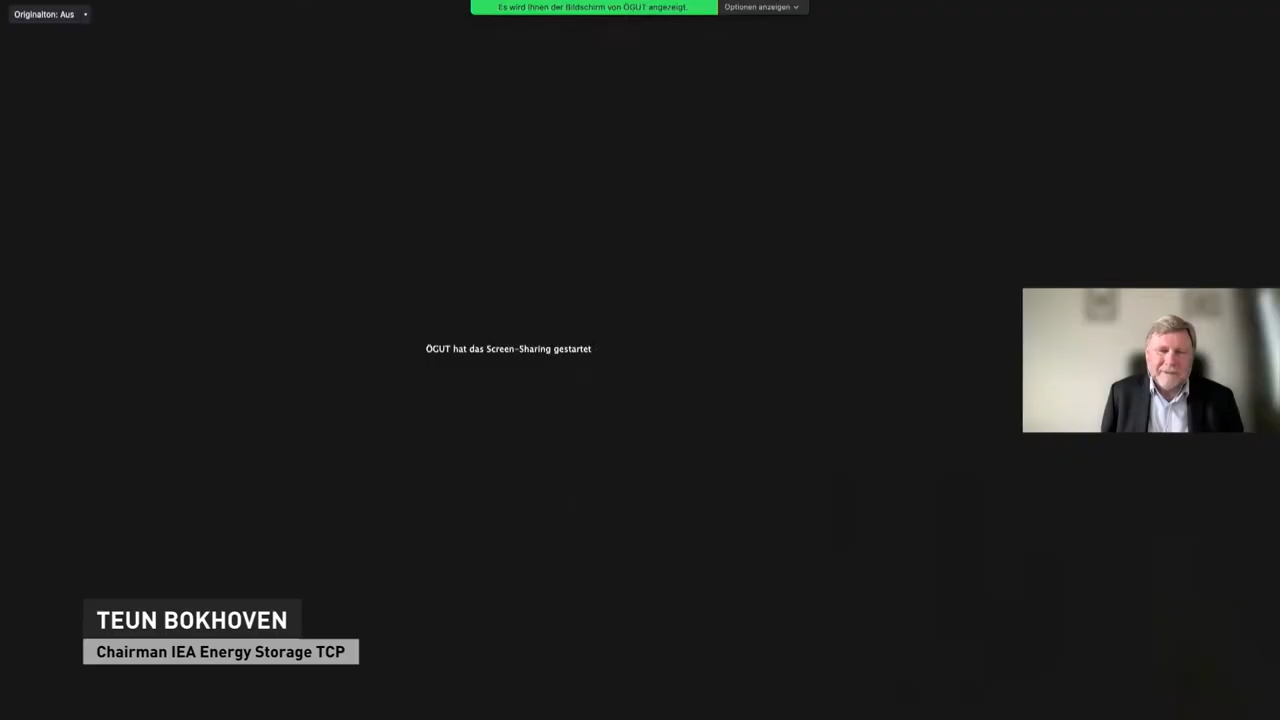 Originalton: Aus
Es wird Ihnen der Bildschirm von ÖGUT angezeigt.
Optionen anzeigen
ÖGUT hat das Screen-Sharing gestartet
TEUN BOKHOVEN
Chairman IEA Energy Storage TCP